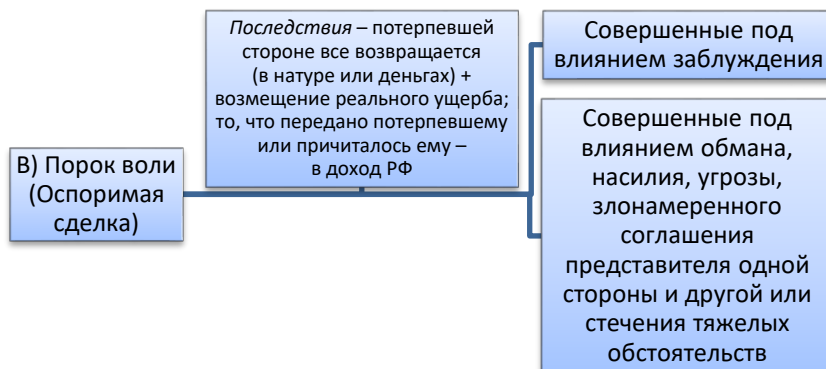 В) Порок воли
(Оспоримая
сделка)
Последствия – потерпевшей
стороне все возвращается
(в натуре или деньгах) +
возмещение реального ущерба;
то, что передано потерпевшему
или причиталось ему –
в доход РФ
Совершенные под
влиянием заблуждения
Совершенные под
влиянием обмана,
насилия, угрозы,
злонамеренного
соглашения
представителя одной
стороны и другой или
стечения тяжелых
обстоятельств